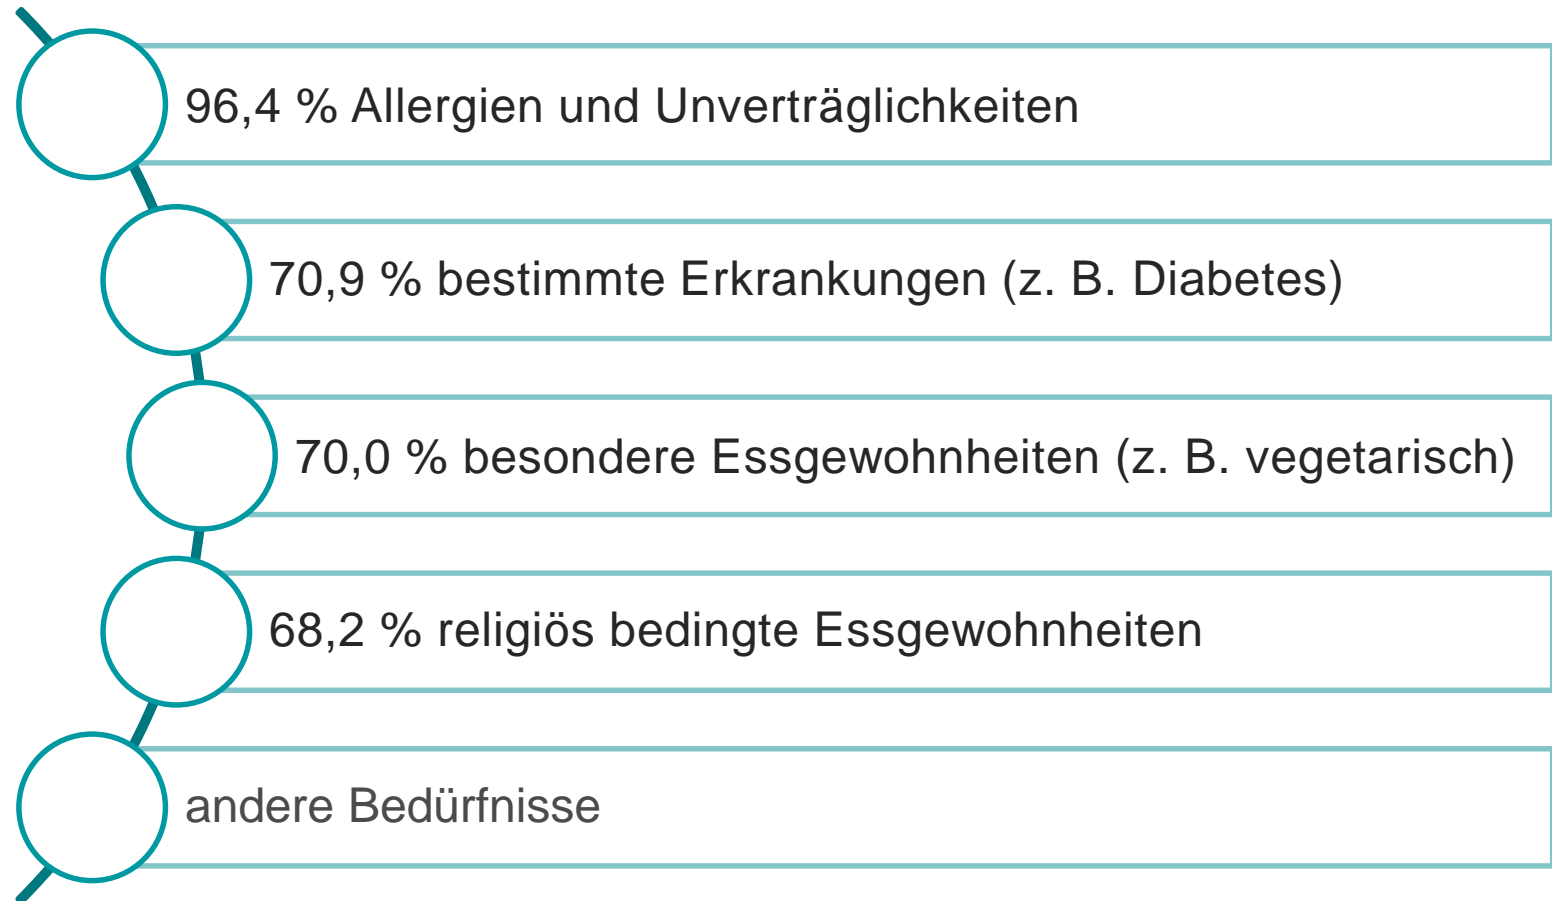 96,4 % Allergien und Unverträglichkeiten
70,9 % bestimmte Erkrankungen (z. B. Diabetes)
70,0 % besondere Essgewohnheiten (z. B. vegetarisch)
68,2 % religiös bedingte Essgewohnheiten
andere Bedürfnisse